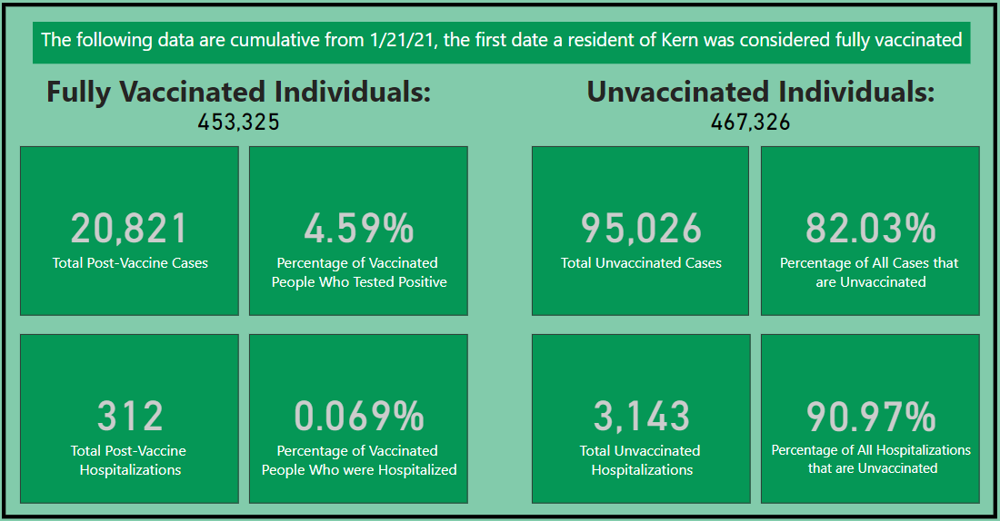 The following data are cumulative from 1/21/21, the first date a resident of Kern was considered fully vaccinated
Fully Vaccinated Individuals:
453,325
20,821
Total Post-Vaccine Cases
4.59%
Percentage of Vaccinated
People Who Tested Positive
312
Total Post-Vaccine
Hospitalizations
0.069%
Percentage of Vaccinated
People Who were Hospitalized
Unvaccinated Individuals:
467,326
95,026
Total Unvaccinated Cases
82.03%
Percentage of All Cases that
are Unvaccinated
3,143
Total Unvaccinated
Hospitalizations
90.97%
Percentage of All Hospitalizations
that are Unvaccinated